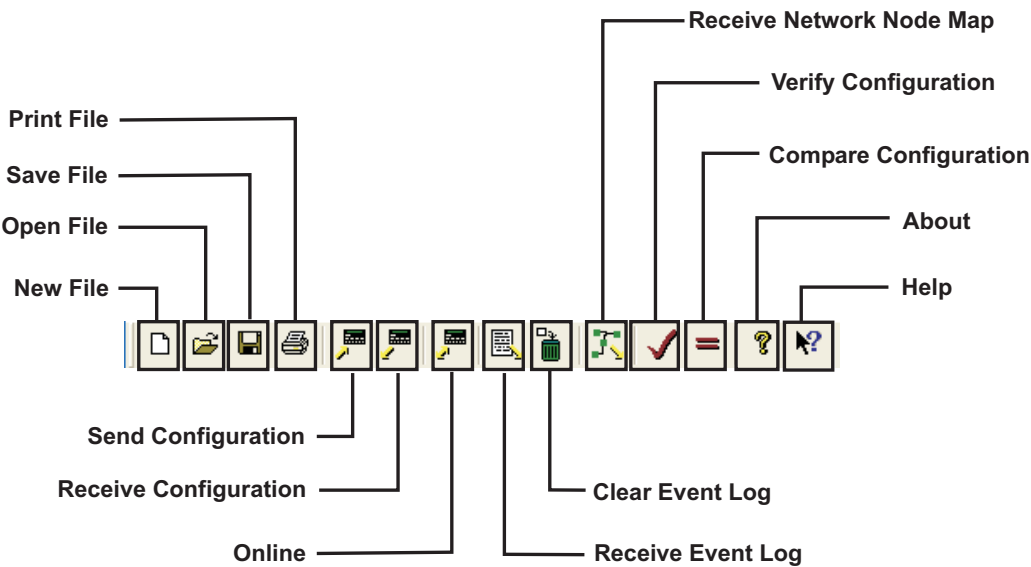 Receive Network Node Map
Verify Configuration
Print File
Compare Configuration
Save File
Open File
About
New File
Help
Send Configuration
Receive Configuration
Clear Event Log
Online
Receive Event Log